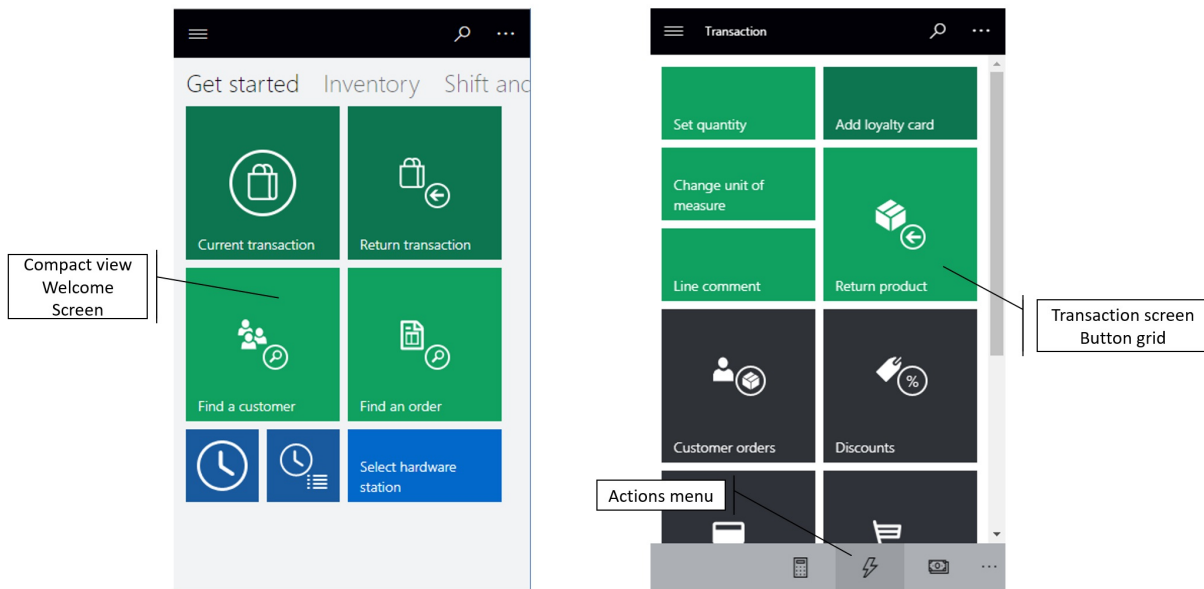 Get started Inventory Shift and
Current transaction
Return transaction
Find a customer
Find an order
Select hardware
station
Compact view
Welcome
Screen
Transaction
Set quantity
Add loyalty card
Change unit of
measure
Line comment
Return product
Customer orders
Discounts
%
Actions menu
Transaction screen
Button grid